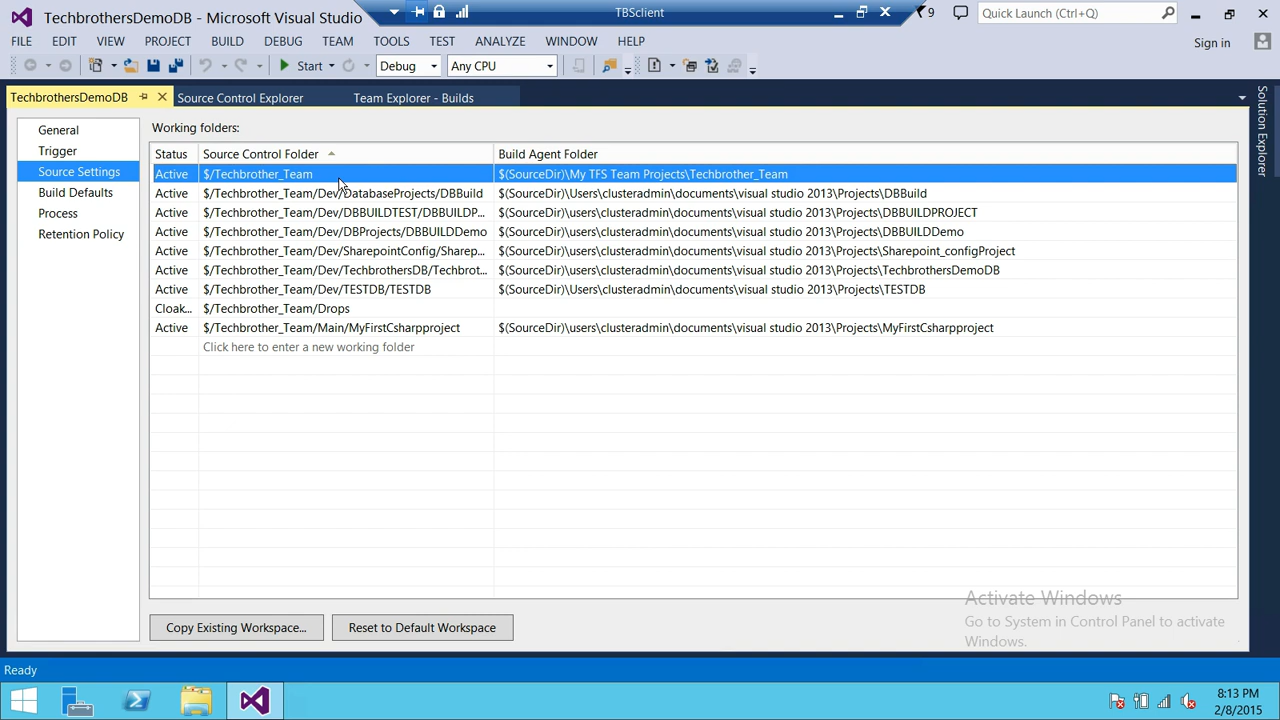 TechbrothersDemoDB - Microsoft Visual Studio
TBSclient
9
Quick Launch (Ctrl+Q)
FILE EDIT VIEW PROJECT BUILD DEBUG TEAM TOOLS TEST ANALYZE WINDOW HELP
Sign in
Start Debug Any CPU
TechbrothersDemoDB Source Control Explorer Team Explorer - Builds
Solution Explorer
General
Trigger
Source Settings
Build Defaults
Process
Retention Policy
Working folders:
Status Source Control Folder Build Agent Folder
Active $/Techbrother_Team $(SourceDir)\My TFS Team Projects\Techbrother_Team
Active $/Techbrother_Team/Dev/DatabaseProjects/DBBuild $(SourceDir)\Users\clusteradmin\documents\visual studio 2013\Projects\DBBuild
Active $/Techbrother_Team/Dev/DBBUILDTEST/DBBUILDP... $(SourceDir)\users\clusteradmin\documents\visual studio 2013\Projects\DBBUILDPROJECT
Active $/Techbrother_Team/Dev/DBProjects/DBBUILDDemo $(SourceDir)\users\clusteradmin\documents\visual studio 2013\Projects\DBBUILDDemo
Active $/Techbrother_Team/Dev/SharepointConfig/Sharep... $(SourceDir)\users\clusteradmin\documents\visual studio 2013\Projects\Sharepoint_configProject
Active $/Techbrother_Team/Dev/TechbrothersDB/Techbrot... $(SourceDir)\users\clusteradmin\documents\visual studio 2013\Projects\TechbrothersDemoDB
Active $/Techbrother_Team/Dev/TESTDB/TESTDB $(SourceDir)\Users\clusteradmin\documents\visual studio 2013\Projects\TESTDB
Cloak... $/Techbrother_Team/Drops
Active $/Techbrother_Team/Main/MyFirstCsharpproject $(SourceDir)\users\clusteradmin\documents\visual studio 2013\Projects\MyFirstCsharpproject
Click here to enter a new working folder
Copy Existing Workspace... Reset to Default Workspace
Activate Windows
Go to System in Control Panel to activate
Windows.
Ready
8:13 PM
2/8/2015